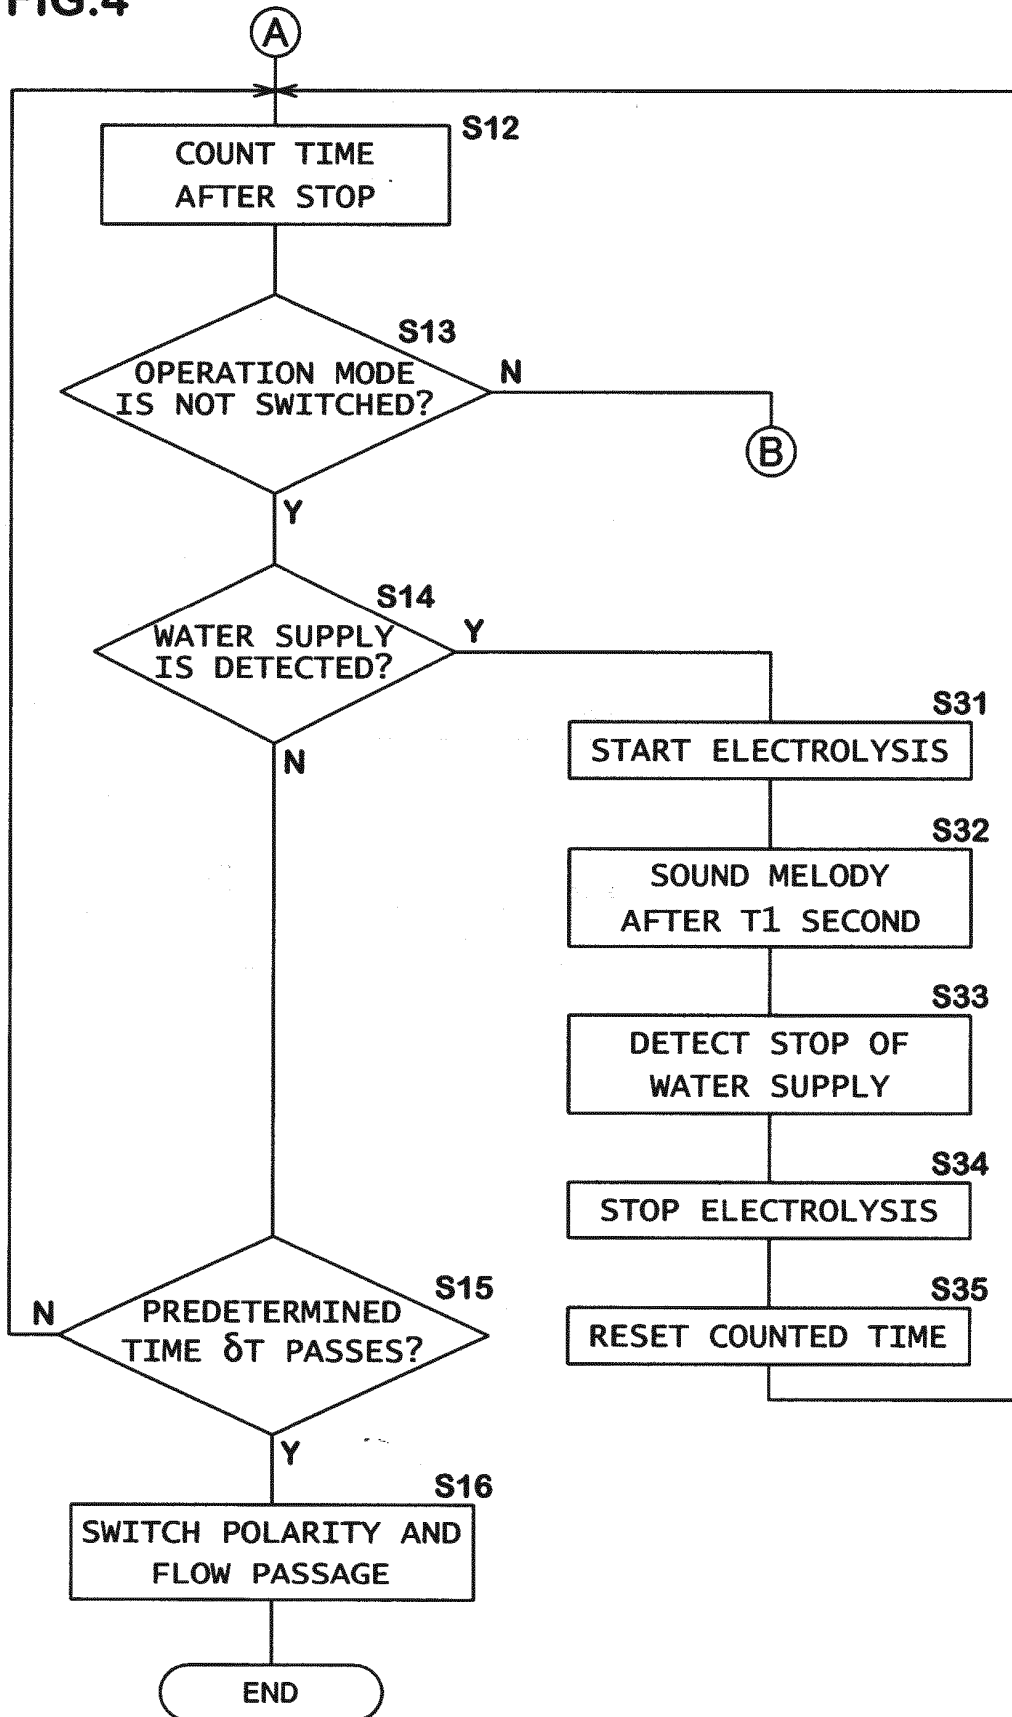 FIG.4
A
S12
COUNT TIME
AFTER STOP
S13
OPERATION MODE
IS NOT SWITCHED?
N
B
Y
S14
WATER SUPPLY
IS DETECTED?
Y
N
S31
START ELECTROLYSIS
S32
SOUND MELODY
AFTER T1 SECOND
S33
DETECT STOP OF
WATER SUPPLY
S34
STOP ELECTROLYSIS
S35
RESET COUNTED TIME
S15
N
PREDETERMINED
TIME δT PASSES?
Y
S16
SWITCH POLARITY AND
FLOW PASSAGE
END